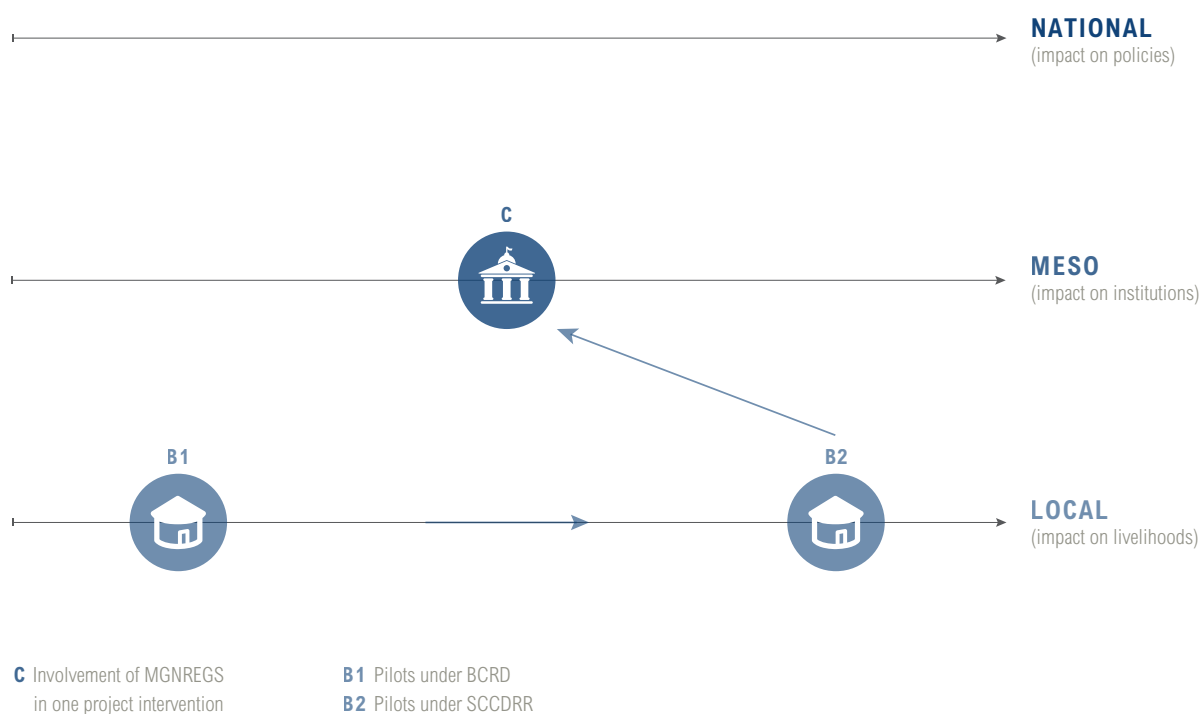 NATIONAL
(impact on policies)
C
MESO
(impact on institutions)
B1
B2
LOCAL
(impact on livelihoods)
C Involvement of MGNREGS
in one project intervention
B1 Pilots under BCRD
B2 Pilots under SCCDRR